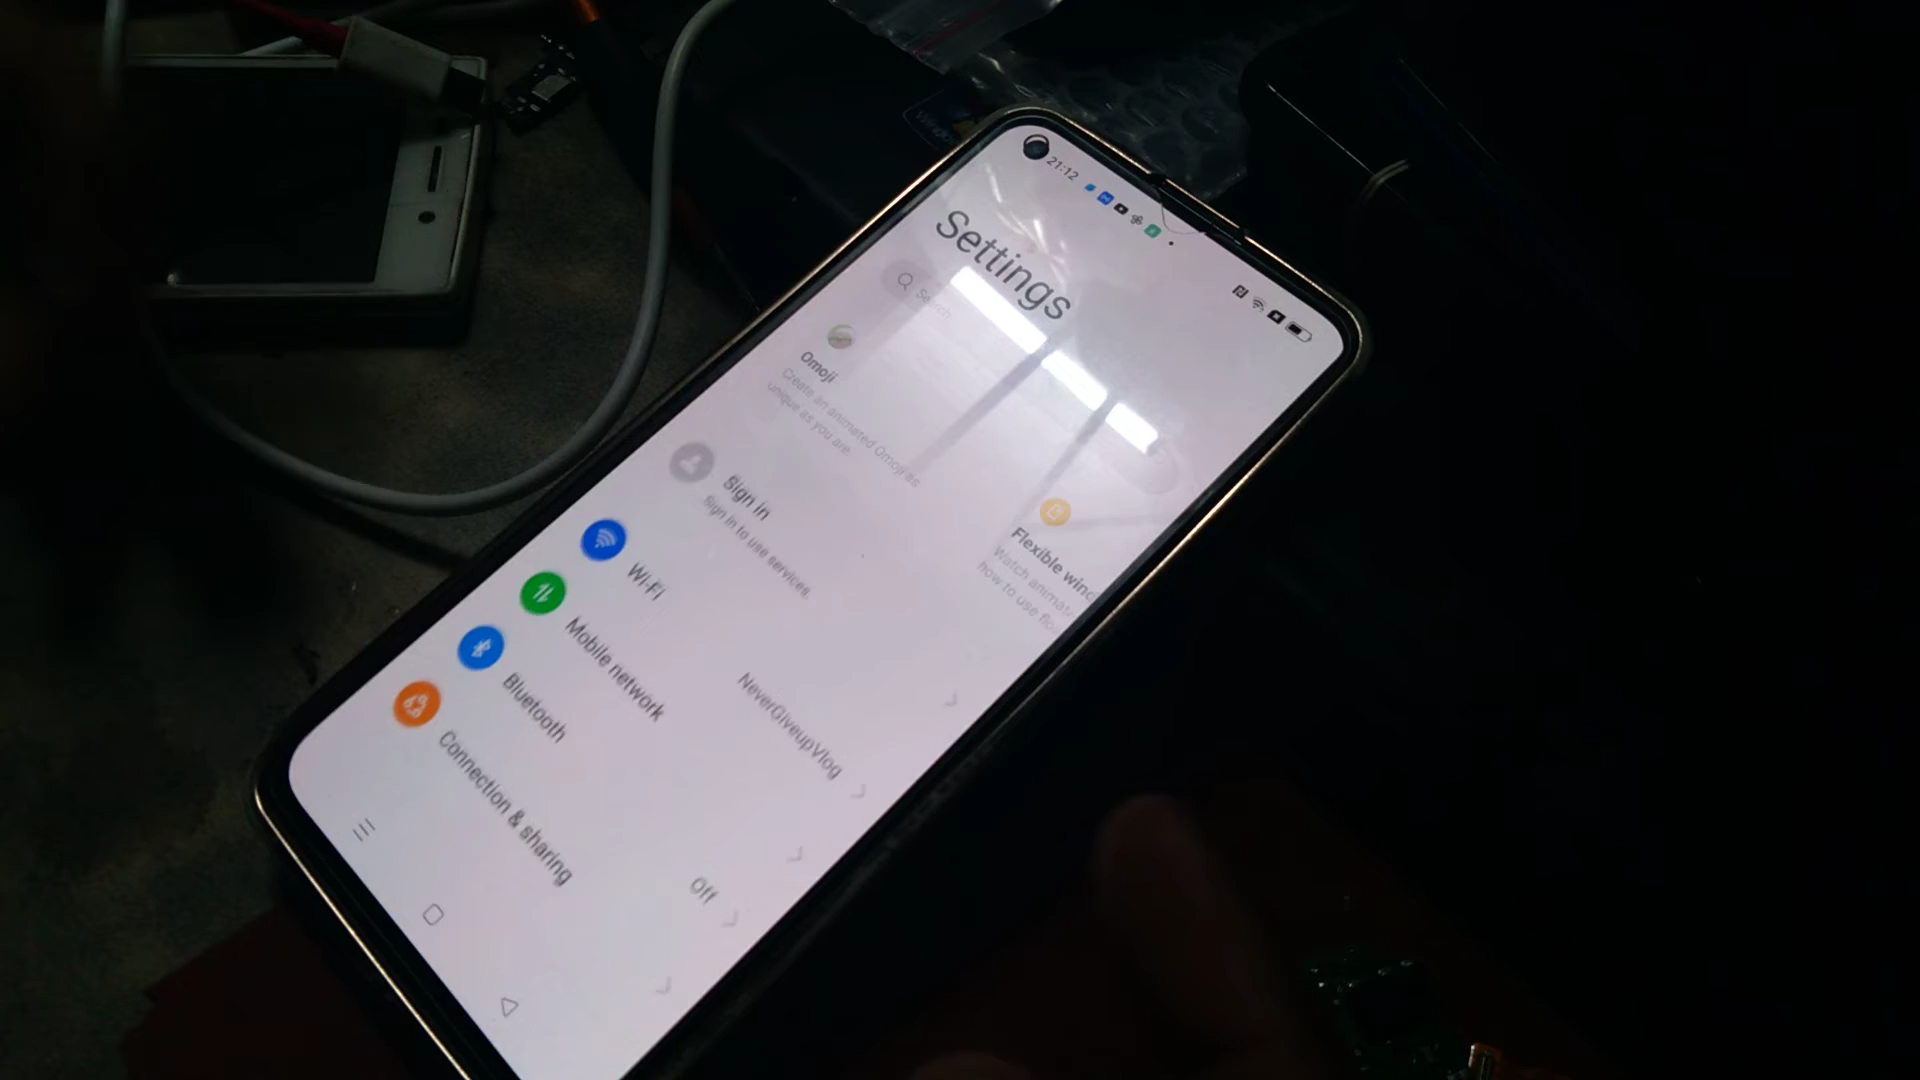 21:12
Settings
Search
Omoji
Create an animated Omoji as
unique as you are
Flexible wind
Watch animat
how to use flo
Sign in
Sign in to use services.
Wi-Fi
NeverGiveupVlog
Mobile network
Bluetooth
Off
Connection & sharing